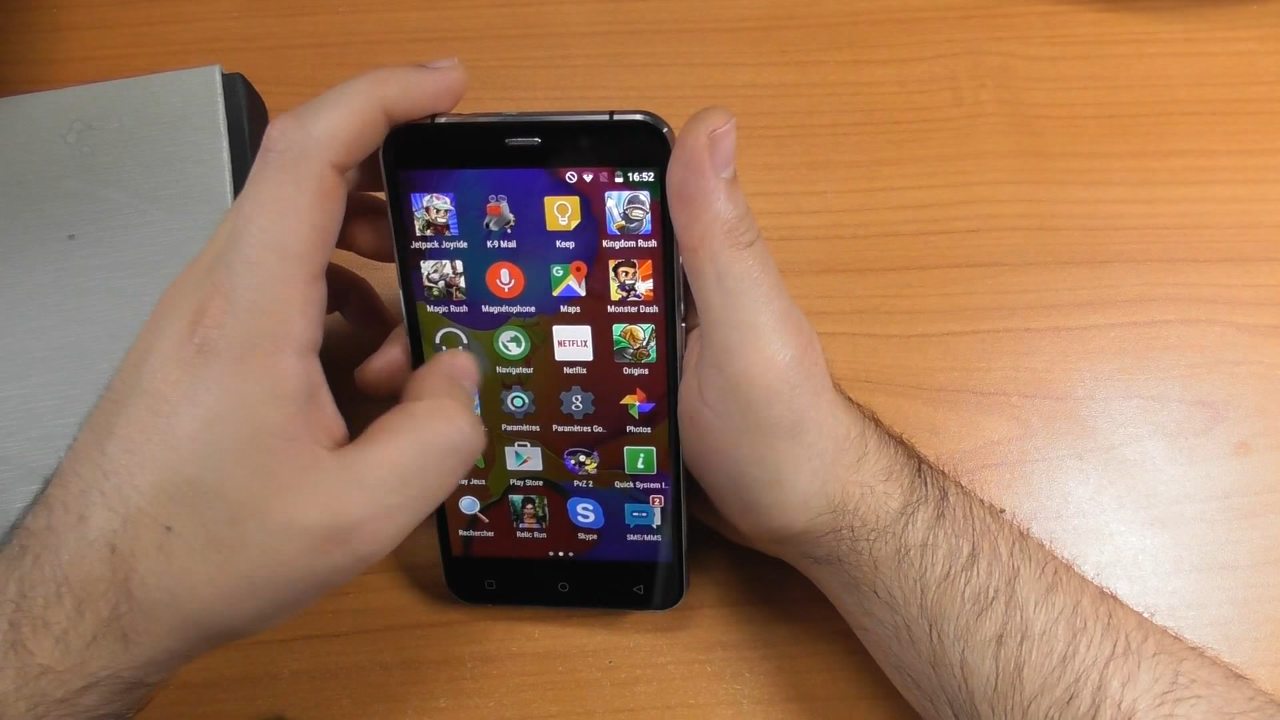 16:52
Jetpack Joyride K-9 Mail Keep Kingdom Rush
Magic Rush Magnétophone G Maps Monster Dash
NETFLIX
Navigateur Netflix Origins
g
Paramètres Paramètres Go.. Photos
i
Jeux Play Store PvZ 2 Quick System I..
S 2
Rechercher Relic Run Skype SMS/MMS